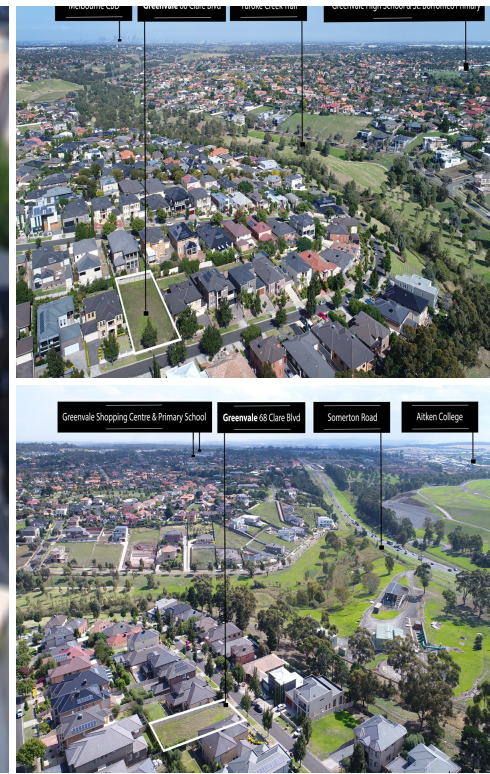 Melbourne CBD
Greenvale 68 Clare Blvd
Yuroke Creek Trail
Greenvale High School & St. Borromeo Primary
Greenvale Shopping Centre & Primary School
Greenvale 68 Clare Blvd
Somerton Road
Aitken College